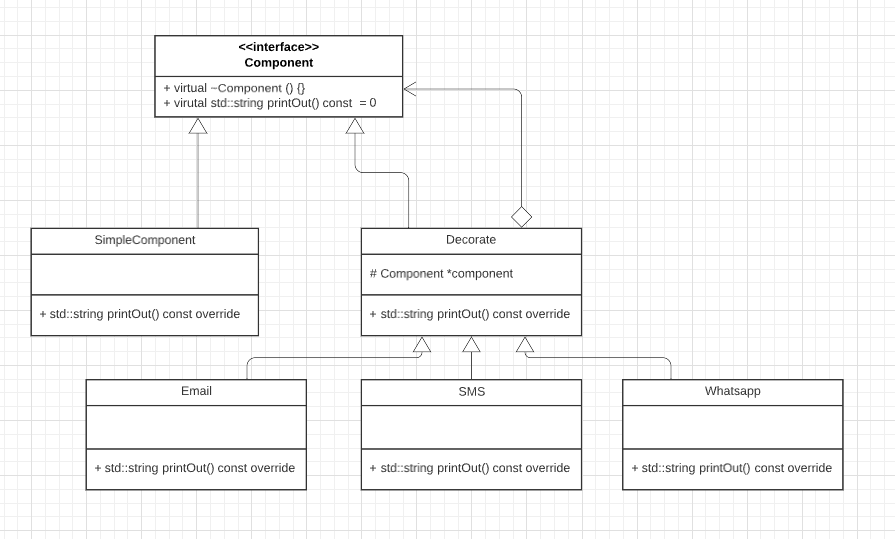 <<interface>>
Component
+ virtual ~Component () {}
+ virutal std::string printOut() const  = 0
SimpleComponent
+ std::string printOut() const override
Decorate
# Component *component
+ std::string printOut() const override
Email
+ std::string printOut() const override
SMS
+ std::string printOut() const override
Whatsapp
+ std::string printOut() const override